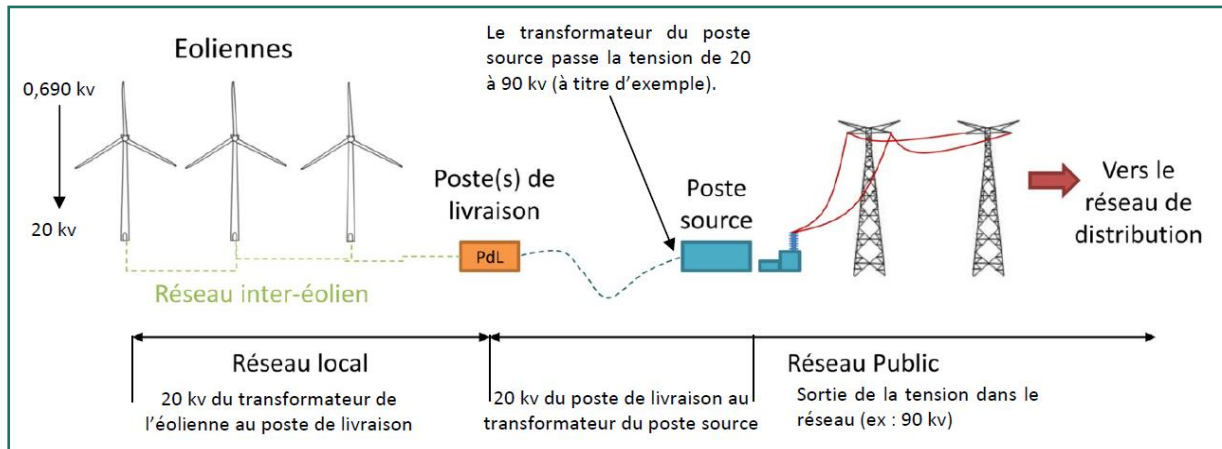 Le transformateur du poste
source passe la tension de 20
à 90 kv (à titre d’exemple).
Eoliennes
0,690 kv
20 kv
Poste(s) de
livraison
PdL
Poste
source
Vers le
réseau de
distribution
Réseau inter-éolien
Réseau local
20 kv du transformateur de
l’éolienne au poste de livraison
20 kv du poste de livraison au
transformateur du poste source
Réseau Public
Sortie de la tension dans le
réseau (ex : 90 kv)